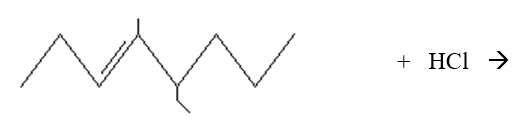 + HCl →